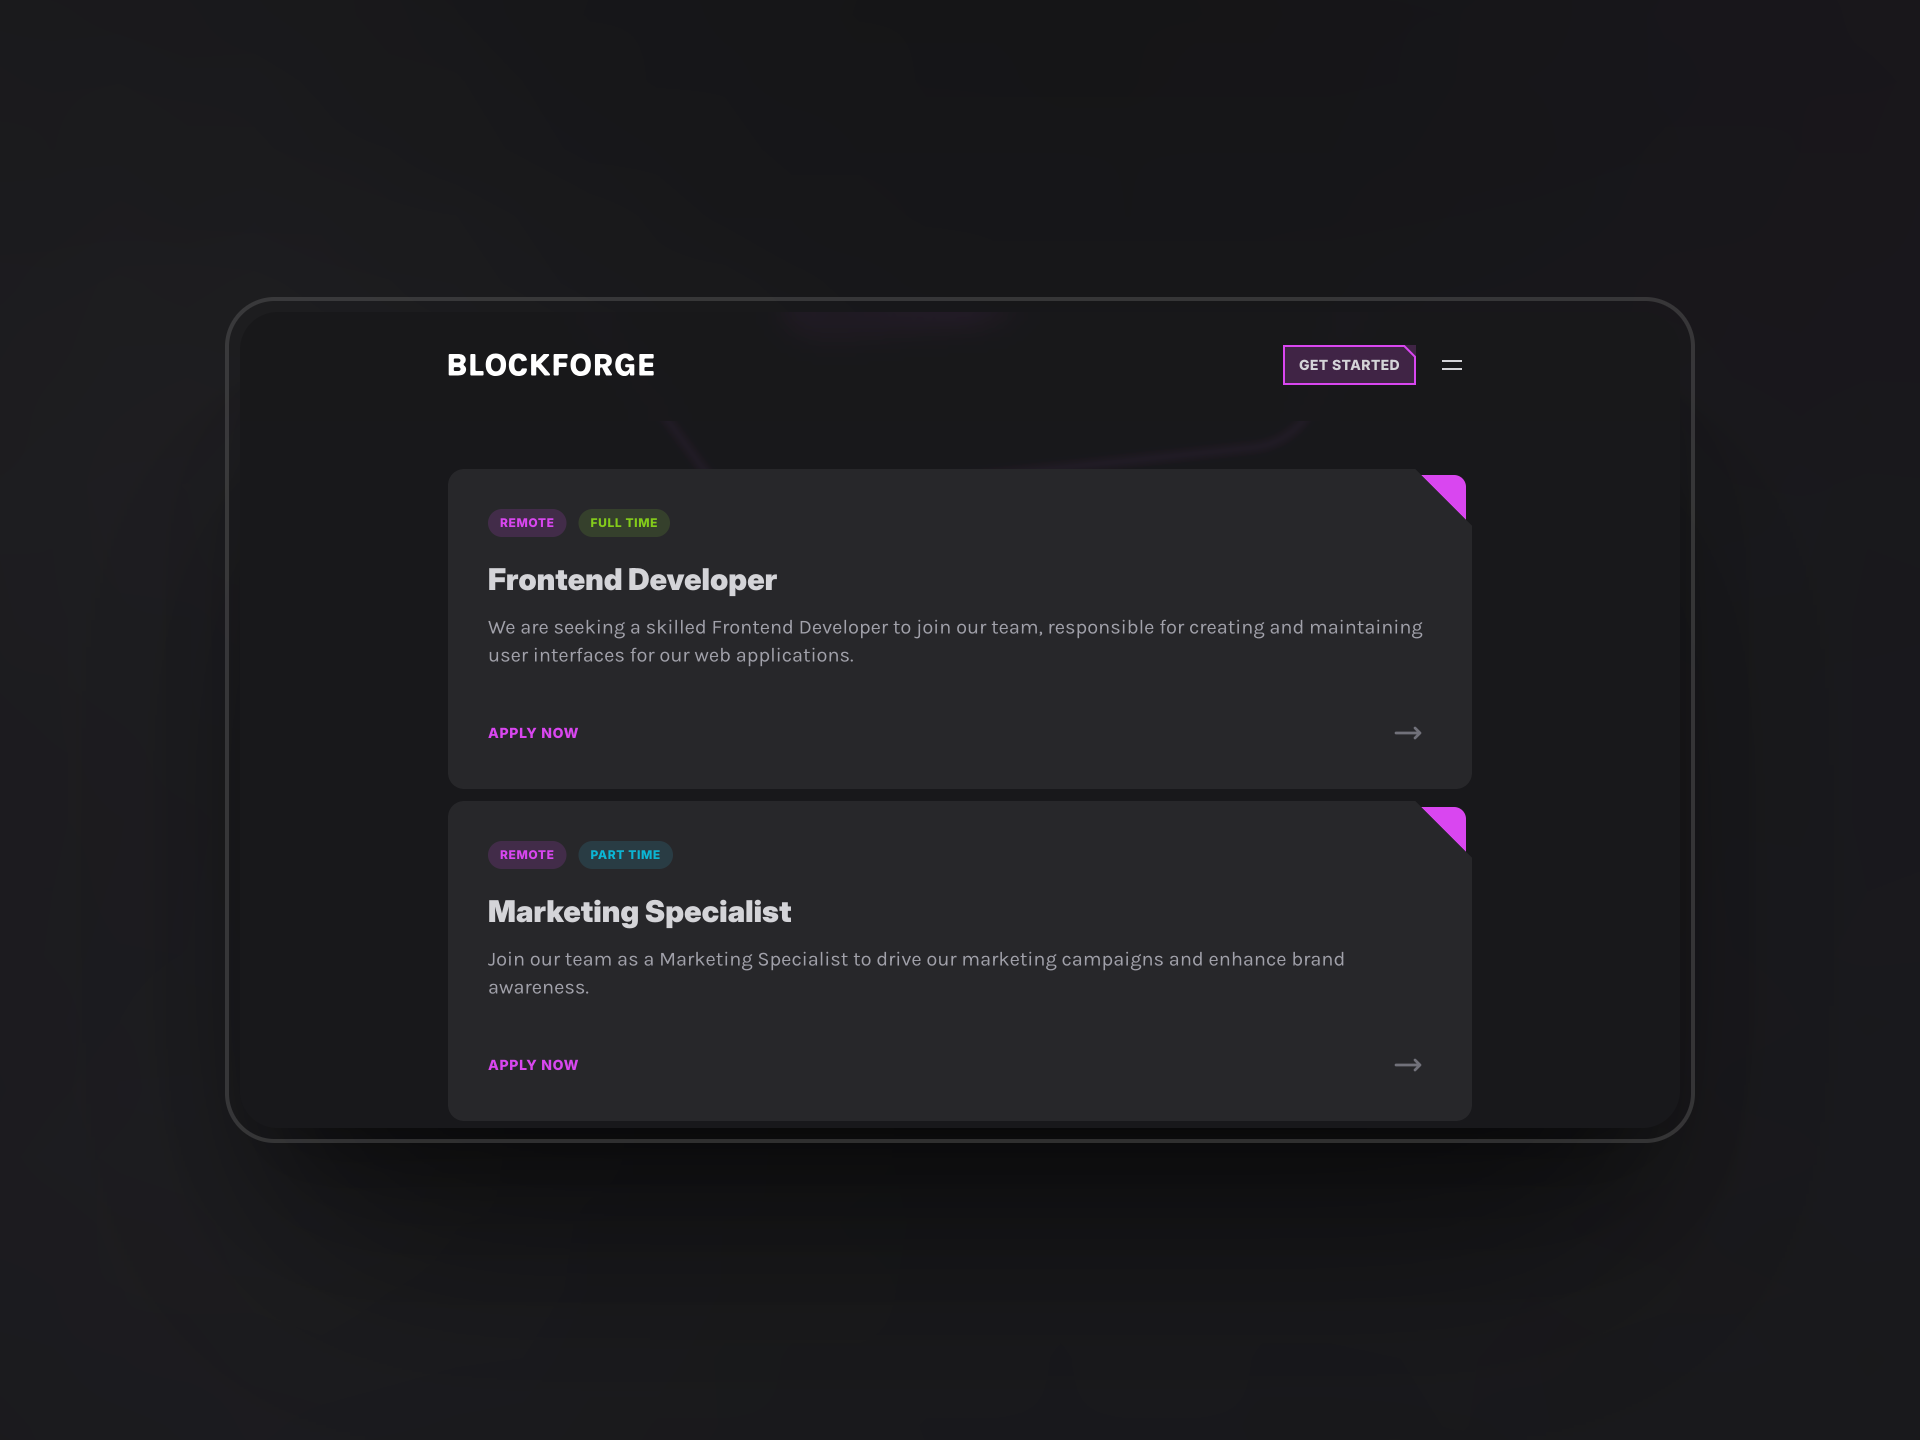 BLOCKFORGE
GET STARTED
REMOTE
FULL TIME
Frontend Developer
We are seeking a skilled Frontend Developer to join our team, responsible for creating and maintaining
user interfaces for our web applications.
APPLY NOW
REMOTE
PART TIME
Marketing Specialist
Join our team as a Marketing Specialist to drive our marketing campaigns and enhance brand
awareness.
APPLY NOW